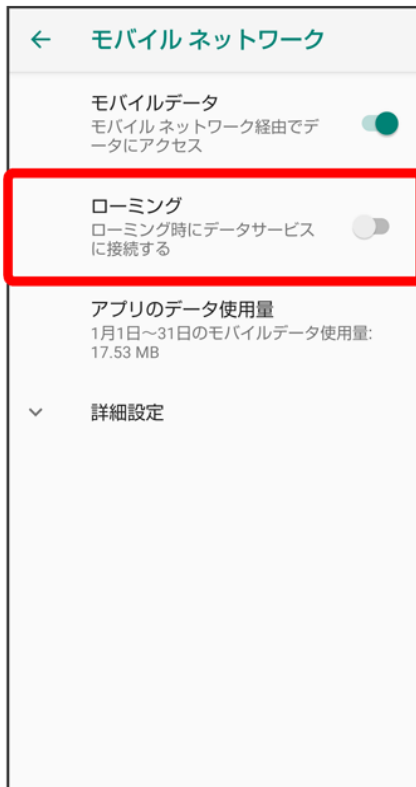 モバイル ネットワーク
モバイルデータ
モバイル ネットワーク経由でデ
ータにアクセス
ローミング
ローミング時にデータサービス
に接続する
アプリのデータ使用量
1月1日～31日のモバイルデータ使用量:
17.53 MB
詳細設定